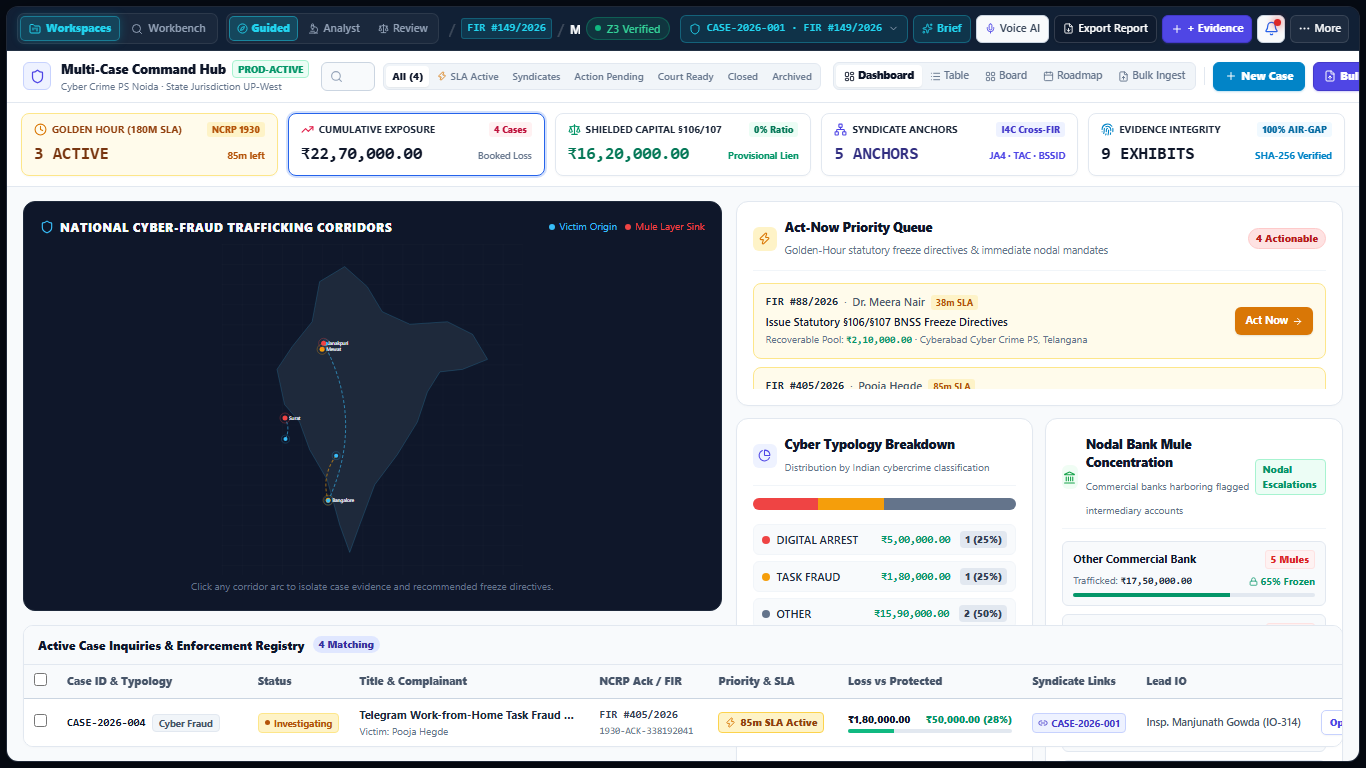 Workspaces Workbench Guided Analyst Review / FIR #149/2026 / M Z3 Verified CASE-2026-001 · FIR #149/2026 Brief Voice AI Export Report + Evidence ··· More
Multi-Case Command Hub PROD-ACTIVE
Cyber Crime PS Noida · State Jurisdiction UP-West
All (4) SLA Active Syndicates Action Pending Court Ready Closed Archived
Dashboard Table Board Roadmap Bulk Ingest
+ New Case
GOLDEN HOUR (180M SLA) NCRP 1930
3 ACTIVE 85m left
CUMULATIVE EXPOSURE 4 Cases
₹22,70,000.00 Booked Loss
SHIELDED CAPITAL §106/107 0% Ratio
₹16,20,000.00 Provisional Lien
SYNDICATE ANCHORS I4C Cross-FIR
5 ANCHORS JA4 · TAC · BSSID
EVIDENCE INTEGRITY 100% AIR-GAP
9 EXHIBITS SHA-256 Verified
NATIONAL CYBER-FRAUD TRAFFICKING CORRIDORS
Victim Origin Mule Layer Sink
Mewat
Surat
Bangalore
Click any corridor arc to isolate case evidence and recommended freeze directives.
Act-Now Priority Queue
Golden-Hour statutory freeze directives & immediate nodal mandates
4 Actionable
FIR #88/2026 · Dr. Meera Nair 38m SLA
Issue Statutory §106/§107 BNSS Freeze Directives
Recoverable Pool: ₹2,10,000.00 · Cyberabad Cyber Crime PS, Telangana
Act Now →
FIR #405/2026 · Pooja Hegde 85m SLA
Cyber Typology Breakdown
Distribution by Indian cybercrime classification
DIGITAL ARREST ₹5,00,000.00 1 (25%)
TASK FRAUD ₹1,80,000.00 1 (25%)
OTHER ₹15,90,000.00 2 (50%)
Nodal Bank Mule
Concentration
Commercial banks harboring flagged
intermediary accounts
Nodal
Escalations
Other Commercial Bank 5 Mules
Trafficked: ₹17,50,000.00 65% Frozen
Active Case Inquiries & Enforcement Registry 4 Matching
Case ID & Typology Status Title & Complainant NCRP Ack / FIR Priority & SLA Loss vs Protected Syndicate Links Lead IO
CASE-2026-004 Cyber Fraud Investigating Telegram Work-from-Home Task Fraud ... FIR #405/2026 85m SLA Active ₹1,80,000.00 ₹50,000.00 (28%) CASE-2026-001 Insp. Manjunath Gowda (IO-314)
Victim: Pooja Hegde 1930-ACK-338192041